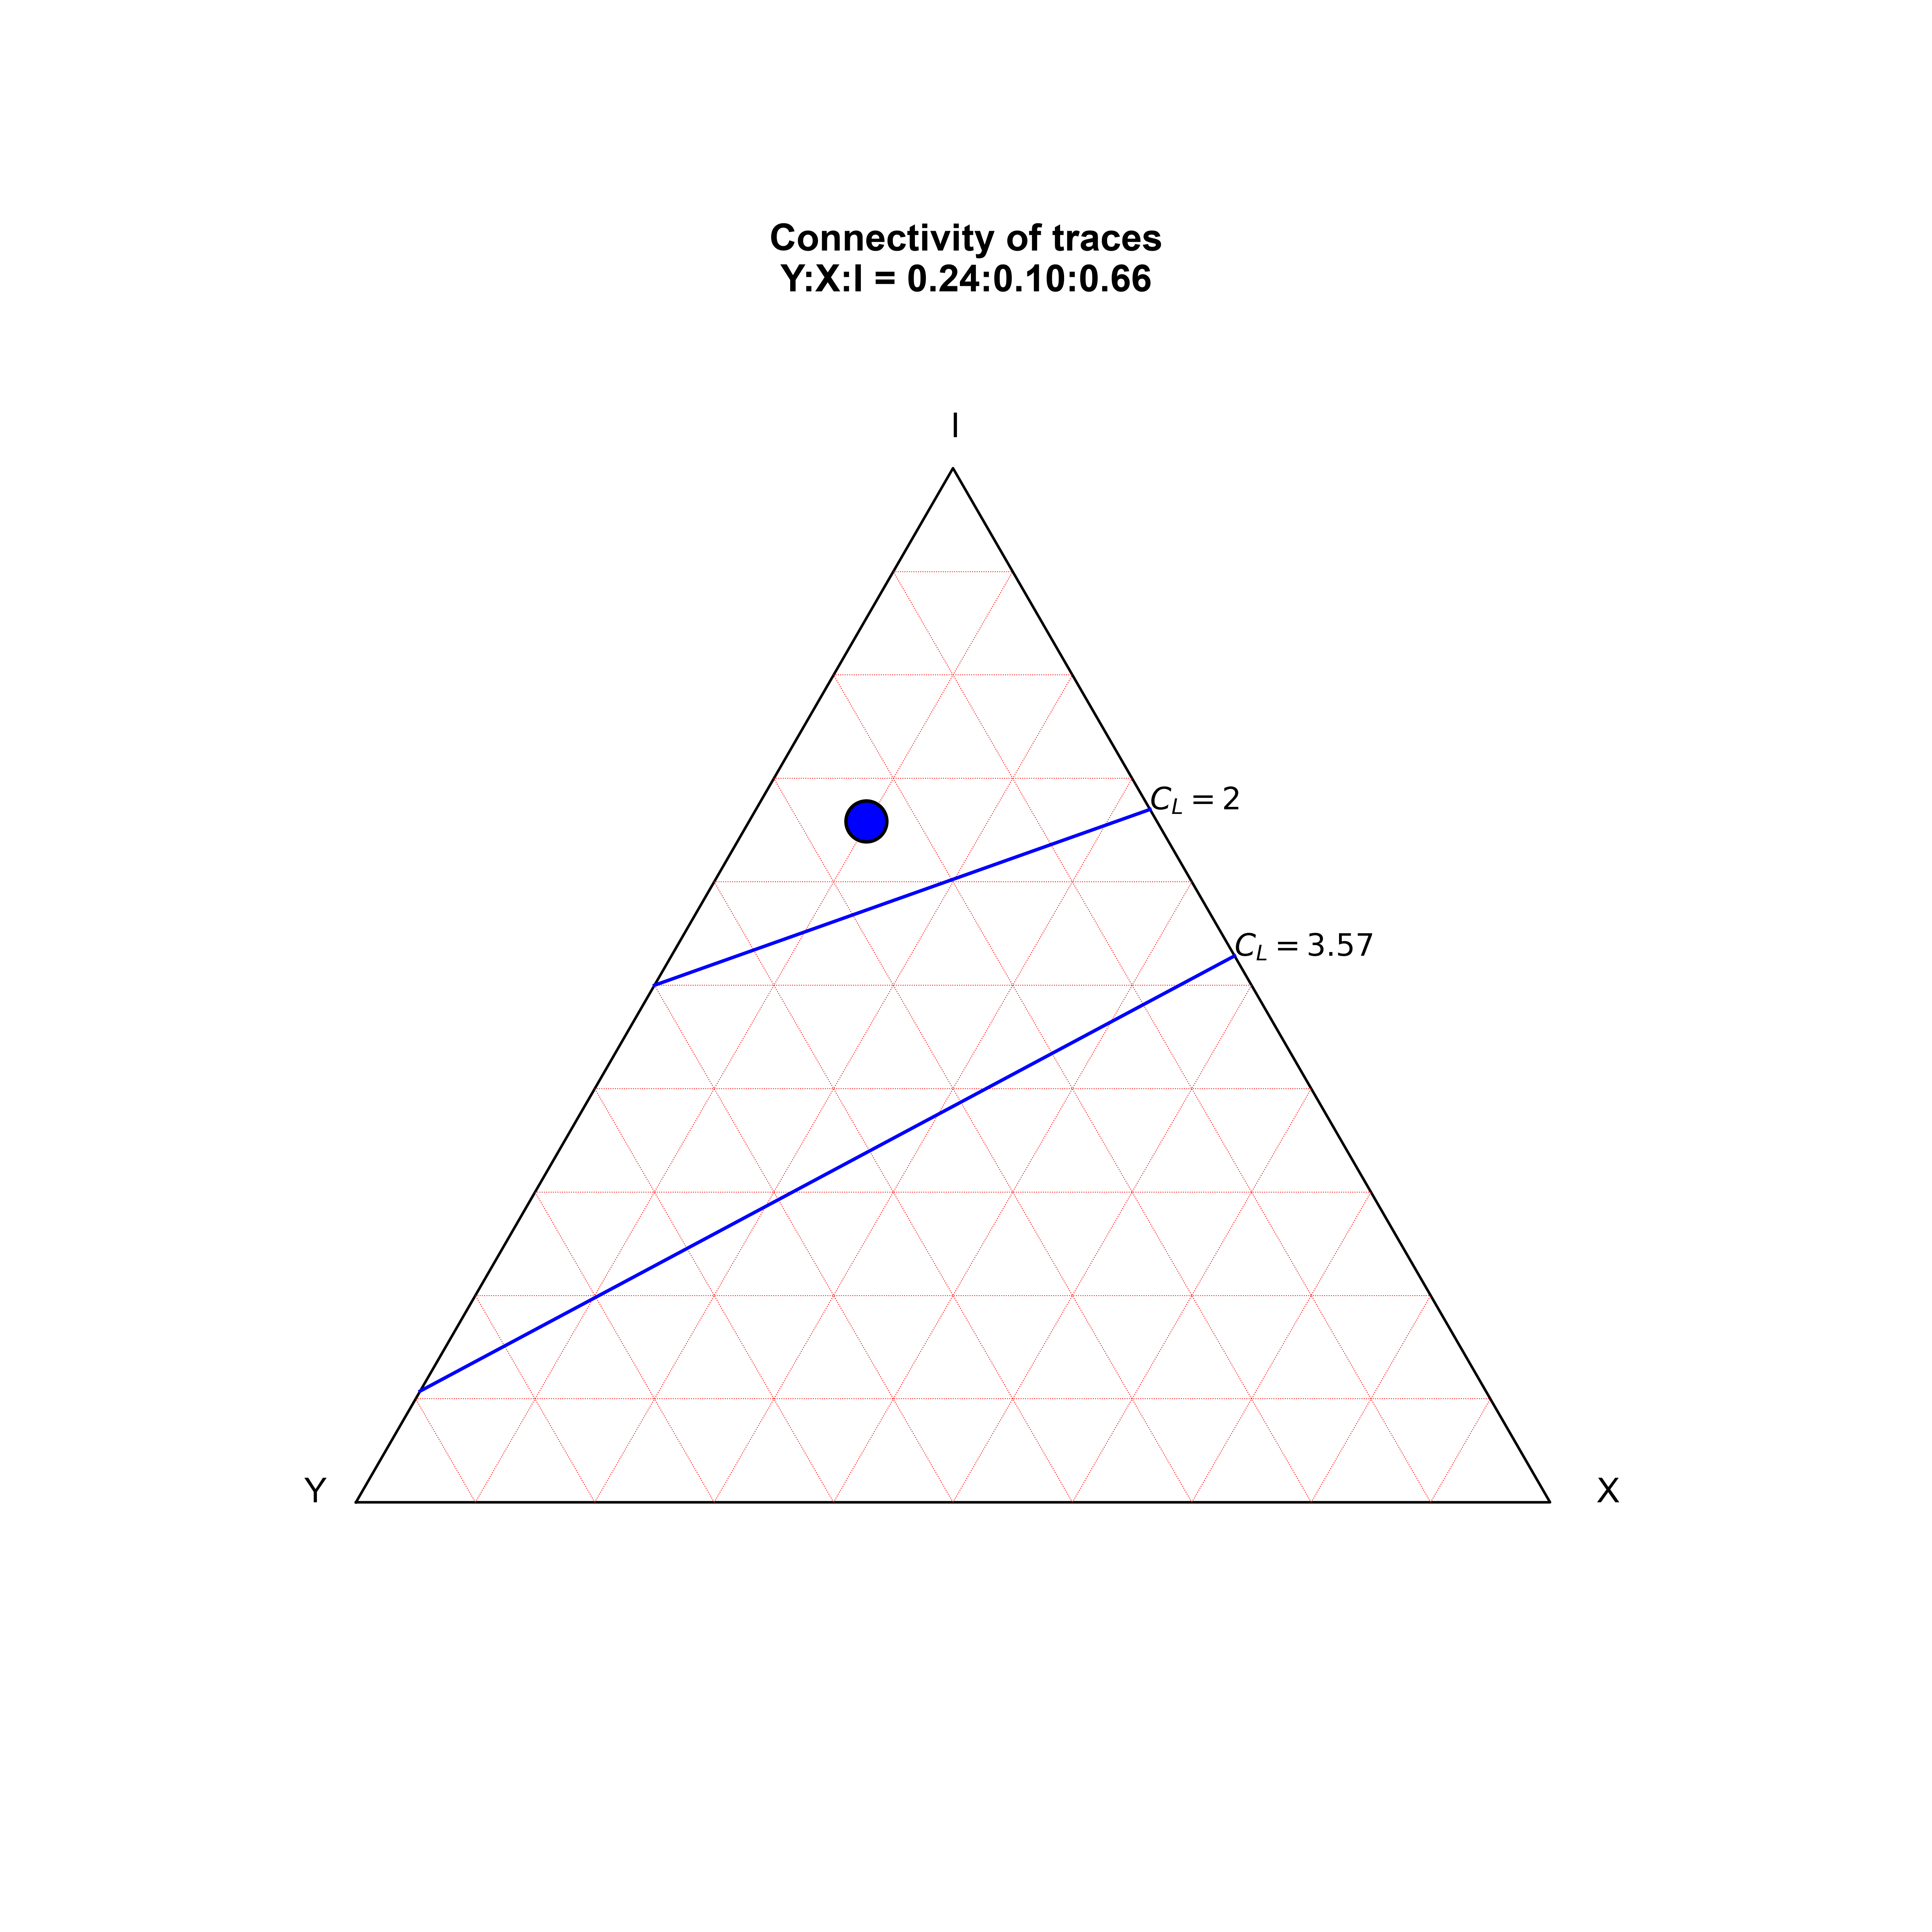 Connectivity of traces
Y:X:I = 0.24:0.10:0.66
I
C_L = 2
C_L = 3.57
Y
X